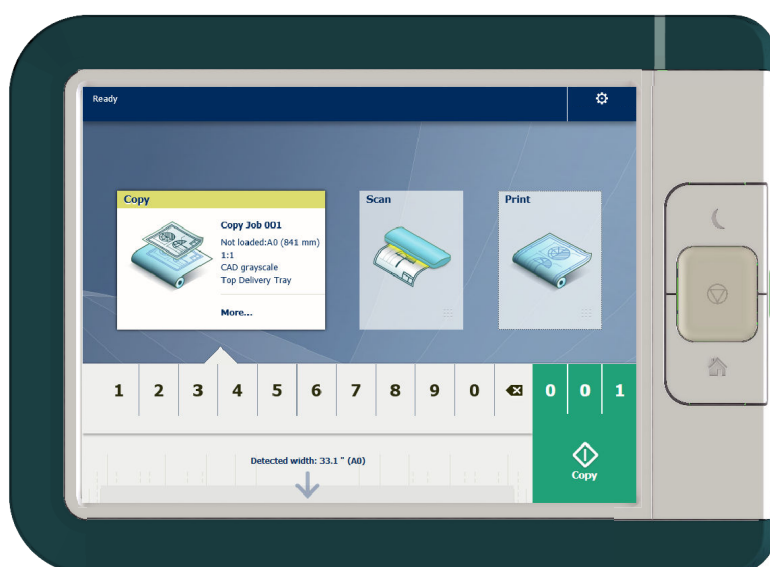 Ready
Copy
Copy Job 001
Not loaded:A0 (841 mm)
1:1
CAD grayscale
Top Delivery Tray
More...
Scan
Print
1 2 3 4 5 6 7 8 9 0 0 0 1
Detected width: 33.1 " (A0)
Copy